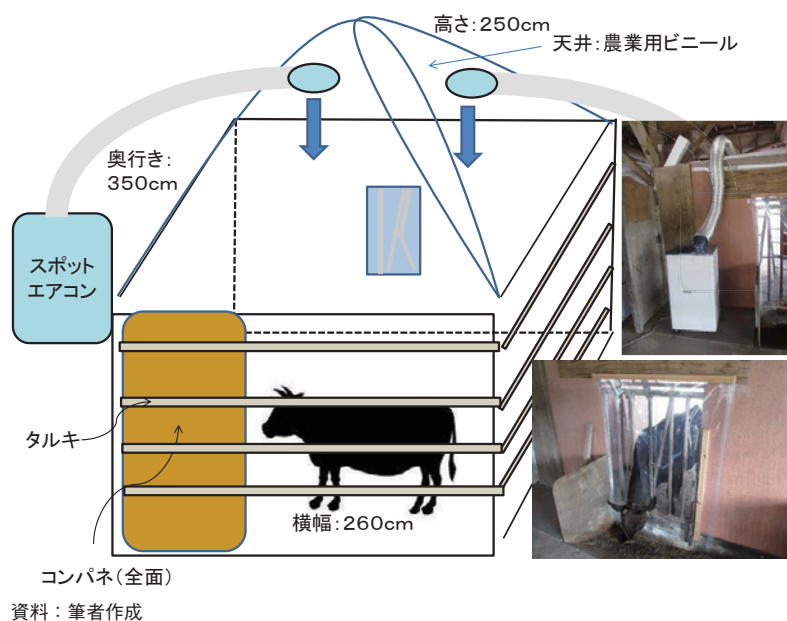 高さ：250cm
天井：農業用ビニール
奥行き：
350cm
スポット
エアコン
タルキ
横幅：260cm
コンパネ（全面）
資料：筆者作成